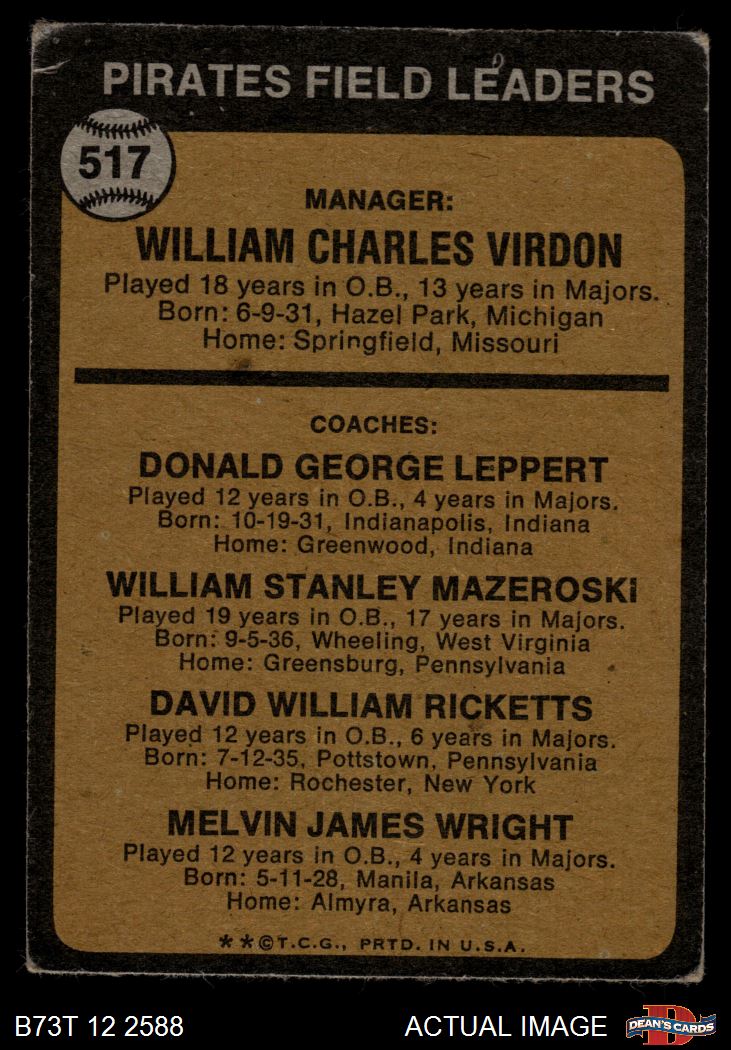 PIRATES FIELD LEADERS
517
MANAGER:
WILLIAM CHARLES VIRDON
Played 18 years in O.B., 13 years in Majors.
Born: 6-9-31, Hazel Park, Michigan
Home: Springfield, Missouri
COACHES:
DONALD GEORGE LEPPERT
Played 12 years in O.B., 4 years in Majors.
Born: 10-19-31, Indianapolis, Indiana
Home: Greenwood, Indiana
WILLIAM STANLEY MAZEROSKI
Played 19 years in O.B., 17 years in Majors.
Born: 9-5-36, Wheeling, West Virginia
Home: Greensburg, Pennsylvania
DAVID WILLIAM RICKETTS
Played 12 years in O.B., 6 years in Majors.
Born: 7-12-35, Pottstown, Pennsylvania
Home: Rochester, New York
MELVIN JAMES WRIGHT
Played 12 years in O.B., 4 years in Majors.
Born: 5-11-28, Manila, Arkansas
Home: Almyra, Arkansas
**©T.C.G., PRTD. IN U.S.A.
B73T 12 2588 ACTUAL IMAGE D DEAN'S CARDS